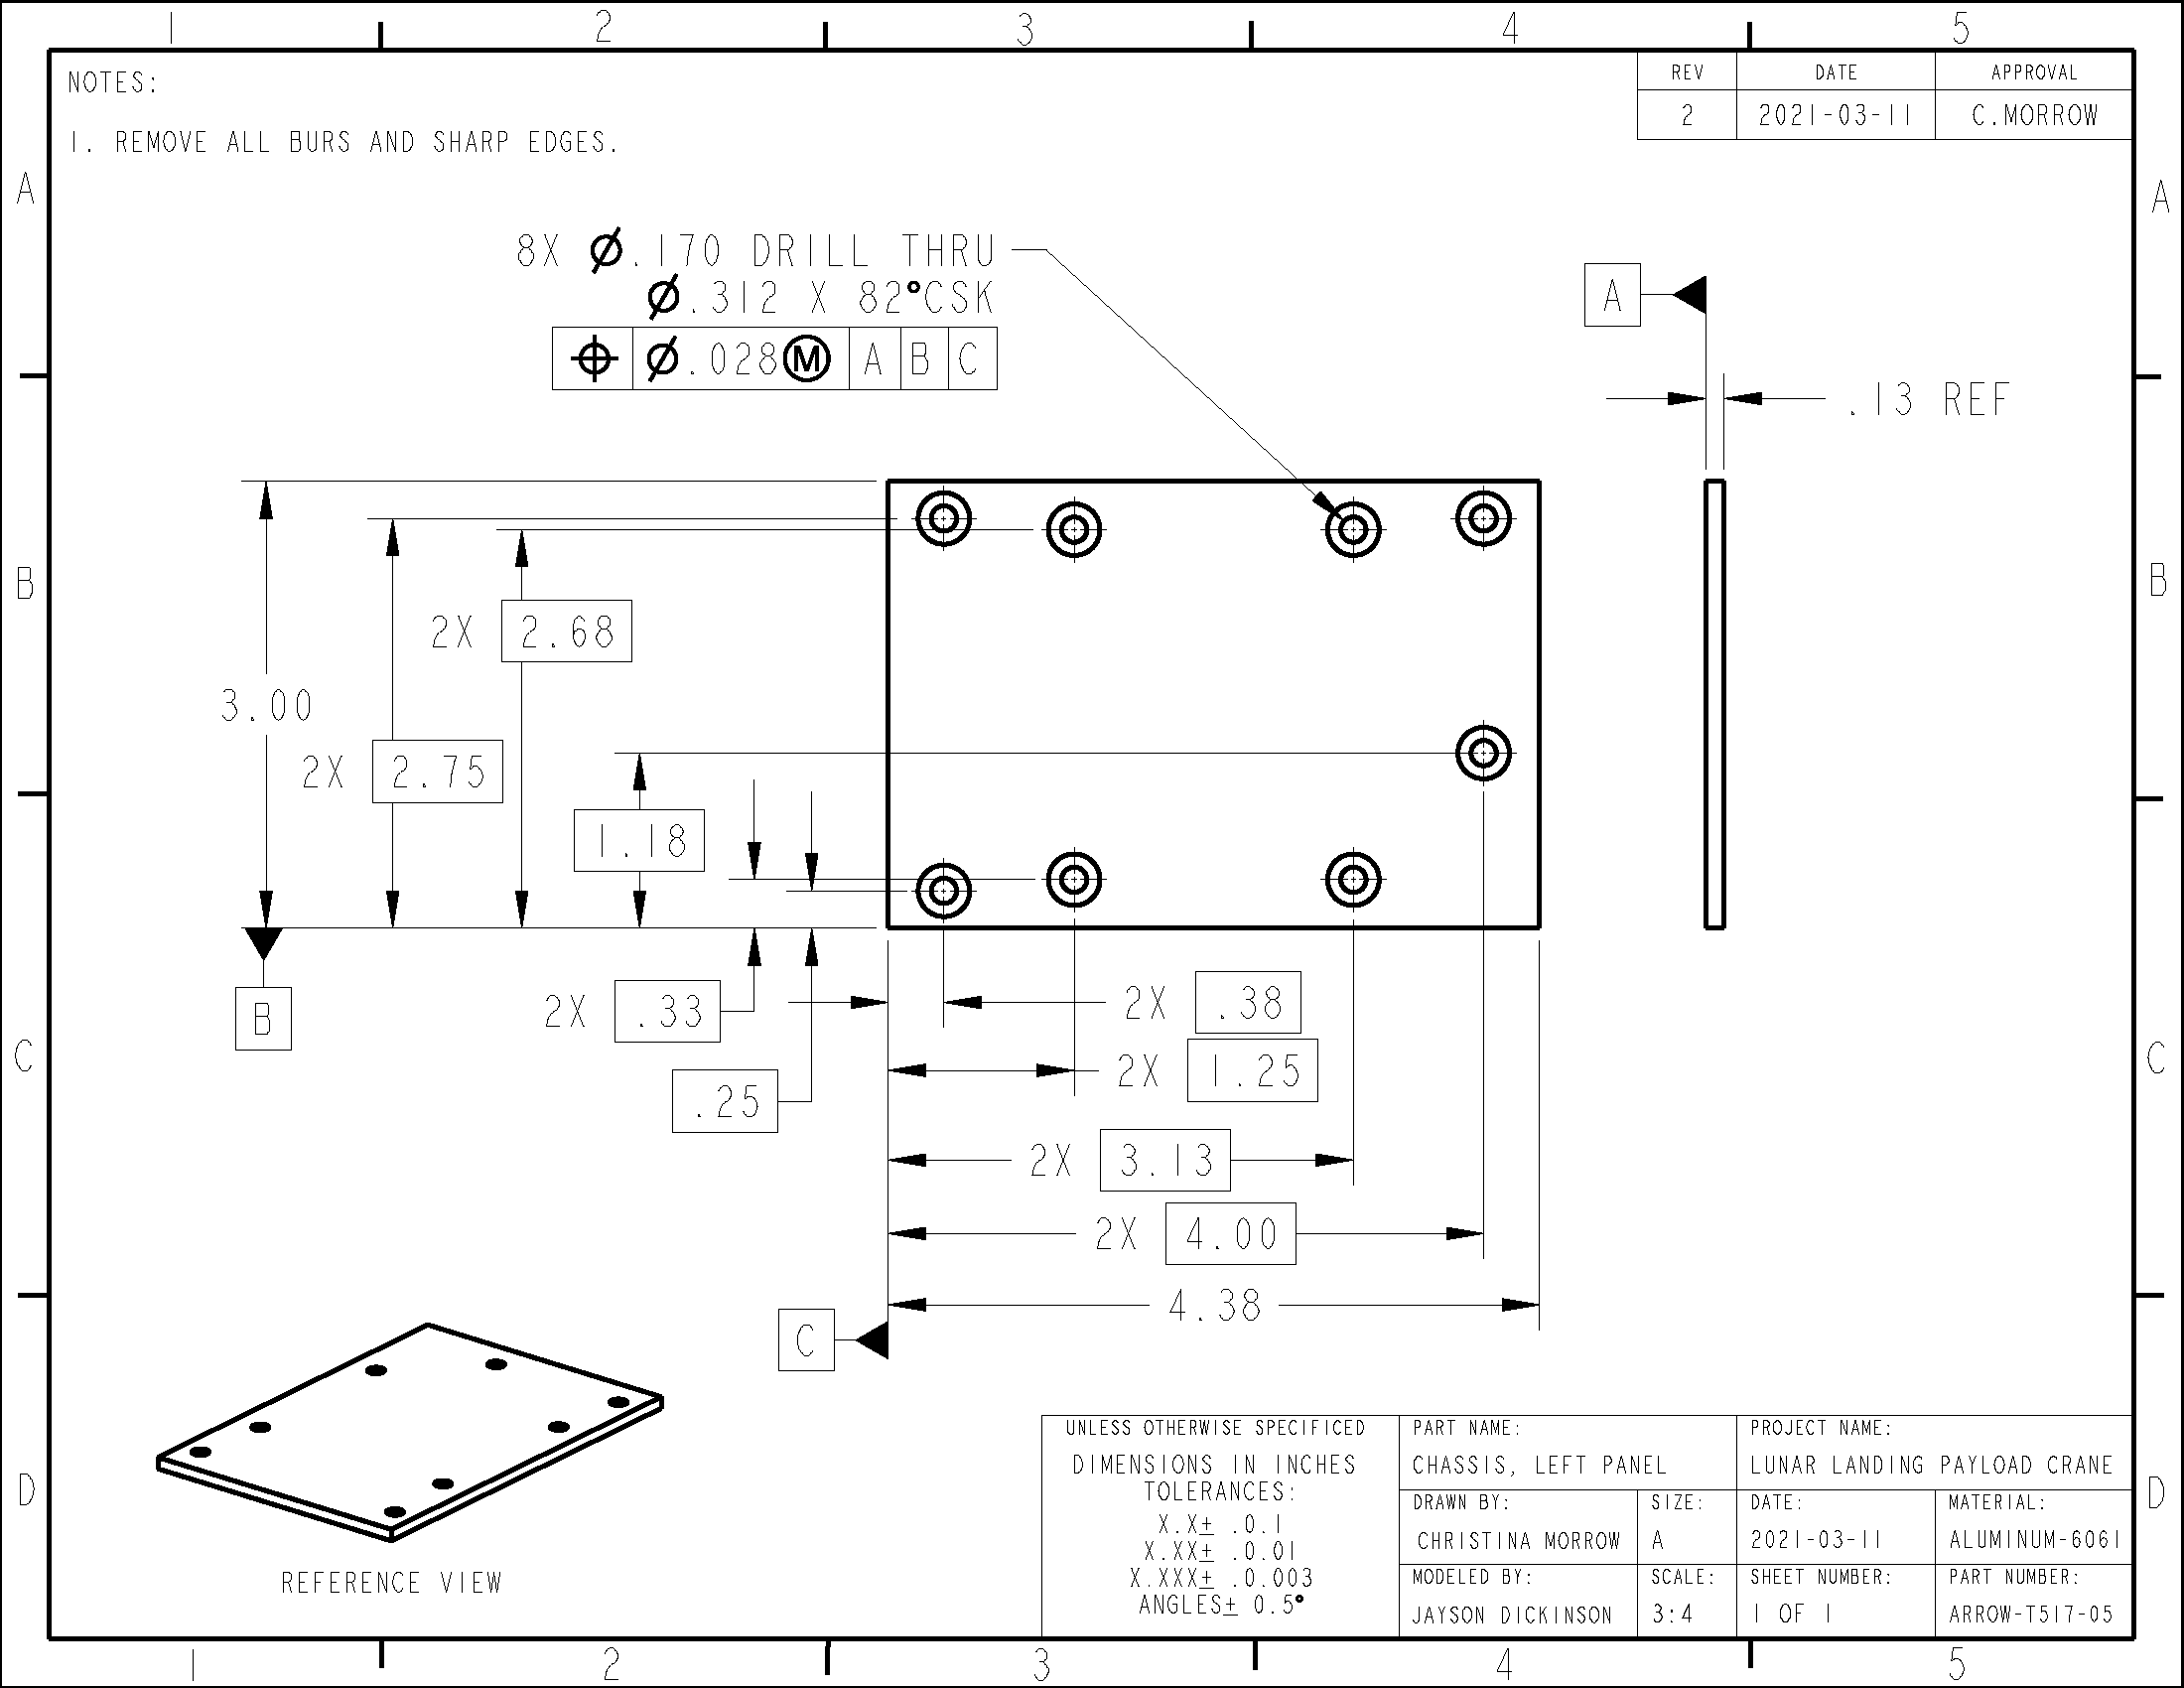 1 2 3 4 5
NOTES:
1. REMOVE ALL BURS AND SHARP EDGES.
REV DATE APPROVAL
2 2021-03-11 C.MORROW
A A
8X Ø.170 DRILL THRU
Ø.312 X 82°CSK
⌖ Ø.028Ⓜ A B C
A
.13 REF
B B
2X 2.68
3.00
2X 2.75
1.18
2X .33
2X .38
B
C C
2X 1.25
.25
2X 3.13
2X 4.00
4.38
C
D D
REFERENCE VIEW
UNLESS OTHERWISE SPECIFICED
DIMENSIONS IN INCHES
TOLERANCES:
X.X± .0.1
X.XX± .0.01
X.XXX± .0.003
ANGLES± 0.5°
PART NAME:
CHASSIS, LEFT PANEL
PROJECT NAME:
LUNAR LANDING PAYLOAD CRANE
DRAWN BY:
CHRISTINA MORROW
SIZE:
A
DATE:
2021-03-11
MATERIAL:
ALUMINUM-6061
MODELED BY:
JAYSON DICKINSON
SCALE:
3:4
SHEET NUMBER:
1 OF 1
PART NUMBER:
ARROW-T517-05
1 2 3 4 5